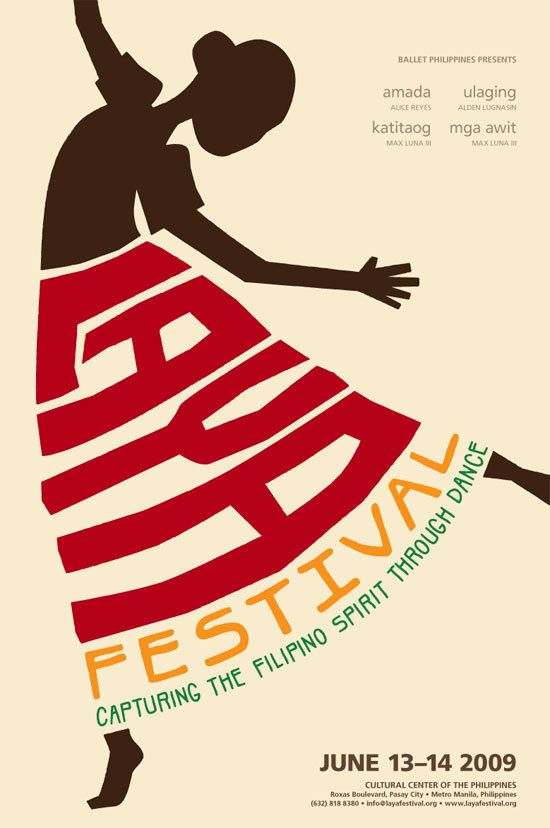 BALLET PHILIPPINES PRESENTS
amada ulaging
ALICE REYES ALDEN LUGNASIN
katitaog mga awit
MAX LUNA III MAX LUNA III
LAYA
FESTIVAL
CAPTURING THE FILIPINO SPIRIT THROUGH DANCE
JUNE 13–14 2009
CULTURAL CENTER OF THE PHILIPPINES
Roxas Boulevard, Pasay City • Metro Manila, Philippines
(632) 818 8380 • info@layafestival.org • www.layafestival.org